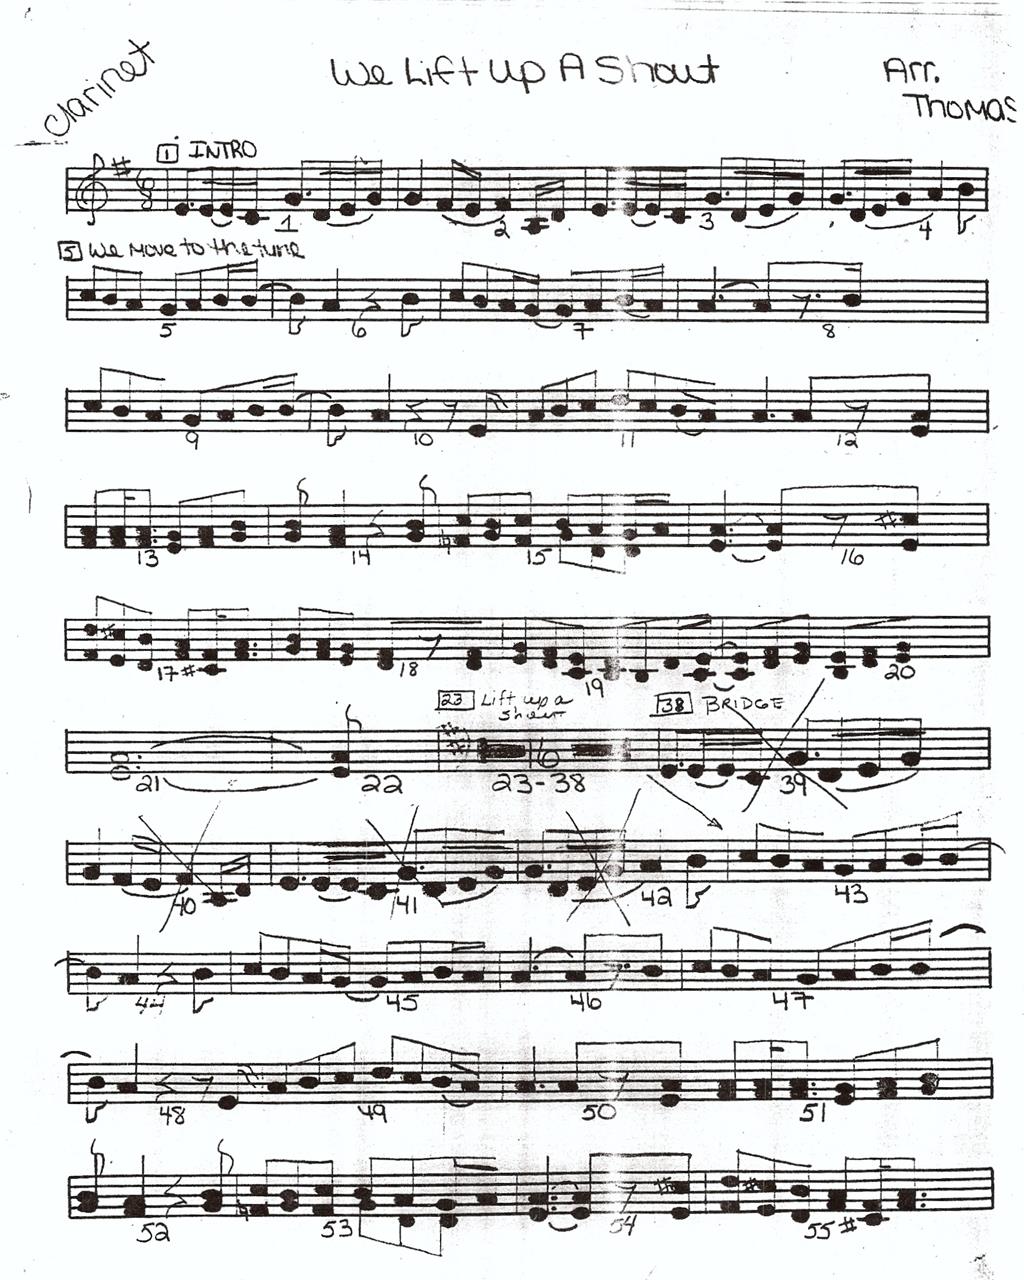 Clarinet
We Lift Up A Shout
Arr.
Thomas
1 INTRO
1 2 3 4
5 We move to the tune
5 6 7 8
9 10 11 12
13 14 15 16
17 18 19 20
23 Lift up a
Shout
38 BRIDGE
21 22 23-38 39
40 41 42 43
44 45 46 47
48 49 50 51
52 53 54 55